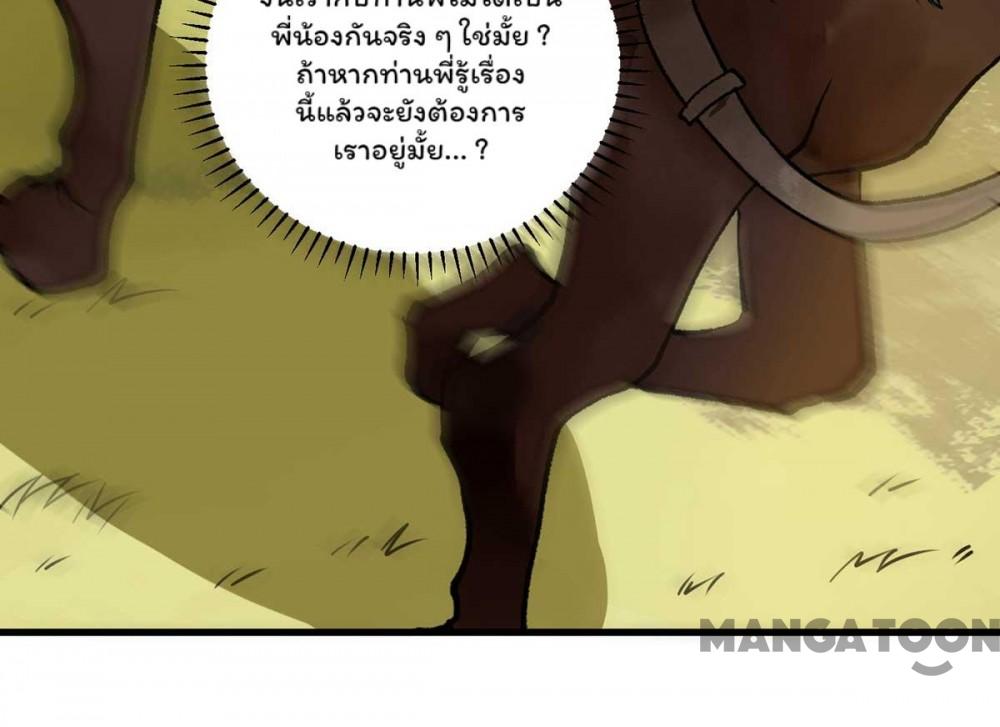 พี่น้องกันจริง ๆ ใช่มั้ย ?
ถ้าหากท่านพี่รู้เรื่อง
นี้แล้วจะยังต้องการ
เราอยู่มั้ย... ?
MANGATOON